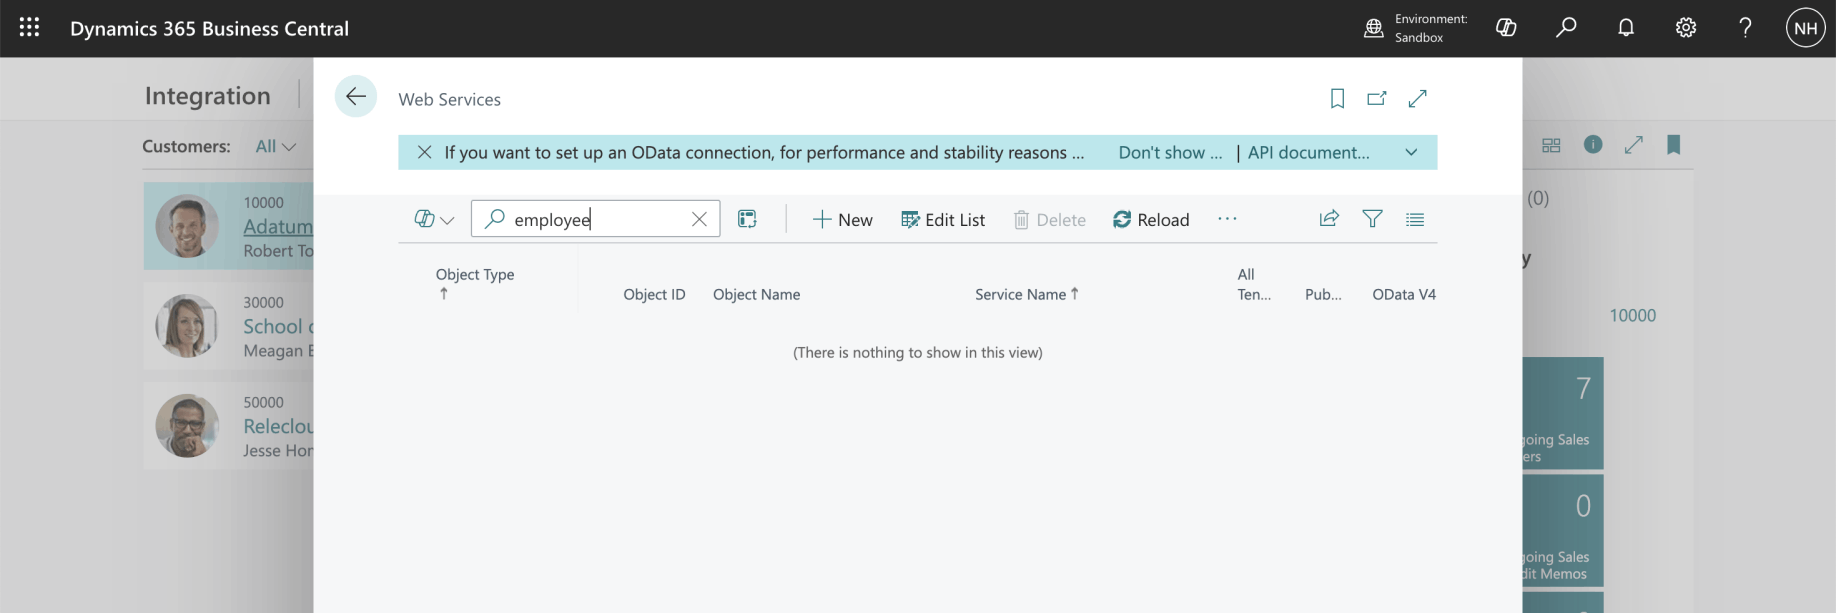 Dynamics 365 Business Central
Environment:
Sandbox
?
NH
Integration
Customers: All
10000
Adatum
Robert To
30000
School
Meagan
50000
Releclou
Jesse Hor
Web Services
If you want to set up an OData connection, for performance and stability reasons ... Don't show ... | API document...
employee
New Edit List Delete Reload ...
Object Type
Object ID Object Name Service Name
All
Ten... Pub... OData V4
(There is nothing to show in this view)
(0)
y
10000
7
going Sales
ers
0
going Sales
dit Memos